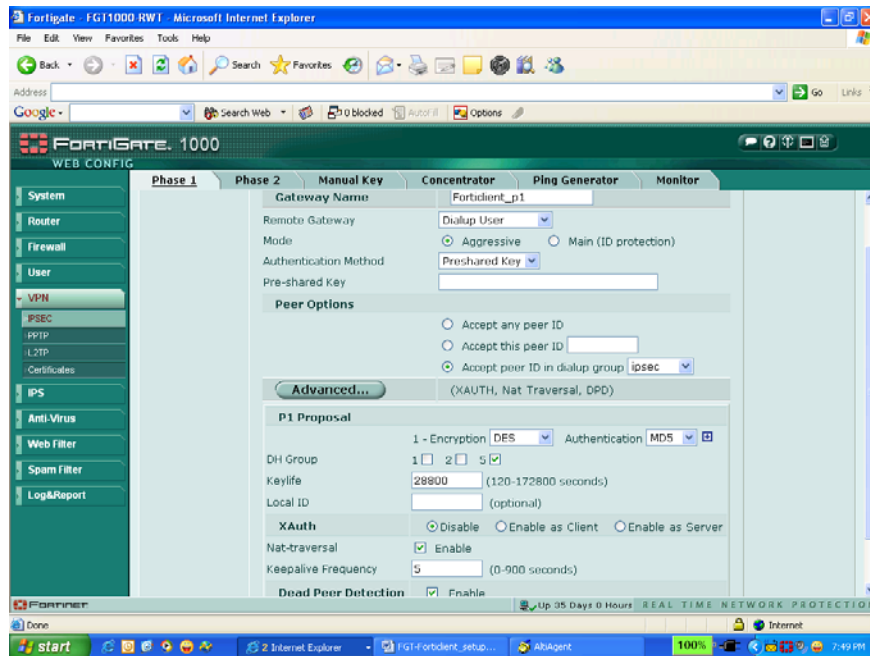 Fortigate - FGT1000-RWT - Microsoft Internet Explorer
File Edit View Favorites Tools Help
Back Search Favorites
Address Go Links
Google Search Web 0 blocked AutoFill Options
FORTIGATE. 1000
WEB CONFIG
Phase 1 Phase 2 Manual Key Concentrator Ping Generator Monitor
System
Router
Firewall
User
VPN
IPSEC
PPTP
L2TP
Certificates
IPS
Anti-Virus
Web Filter
Spam Filter
Log&Report
Gateway Name Forticlient_p1
Remote Gateway Dialup User
Mode Aggressive Main (ID protection)
Authentication Method Preshared Key
Pre-shared Key
Peer Options
Accept any peer ID
Accept this peer ID
Accept peer ID in dialup group ipsec
Advanced... (XAUTH, Nat Traversal, DPD)
P1 Proposal
1 - Encryption DES Authentication MD5
DH Group 1 2 5
Keylife 28800 (120-172800 seconds)
Local ID (optional)
XAuth Disable Enable as Client Enable as Server
Nat-traversal Enable
Keepalive Frequency 5 (0-900 seconds)
Dead Peer Detection Enable
FORTINET Up 35 Days 0 Hours REAL TIME NETWORK PROTECTIO
Done Internet
start 2 Internet Explorer FGT-Forticlient_setup... AltiAgent 100% 7:49 PM